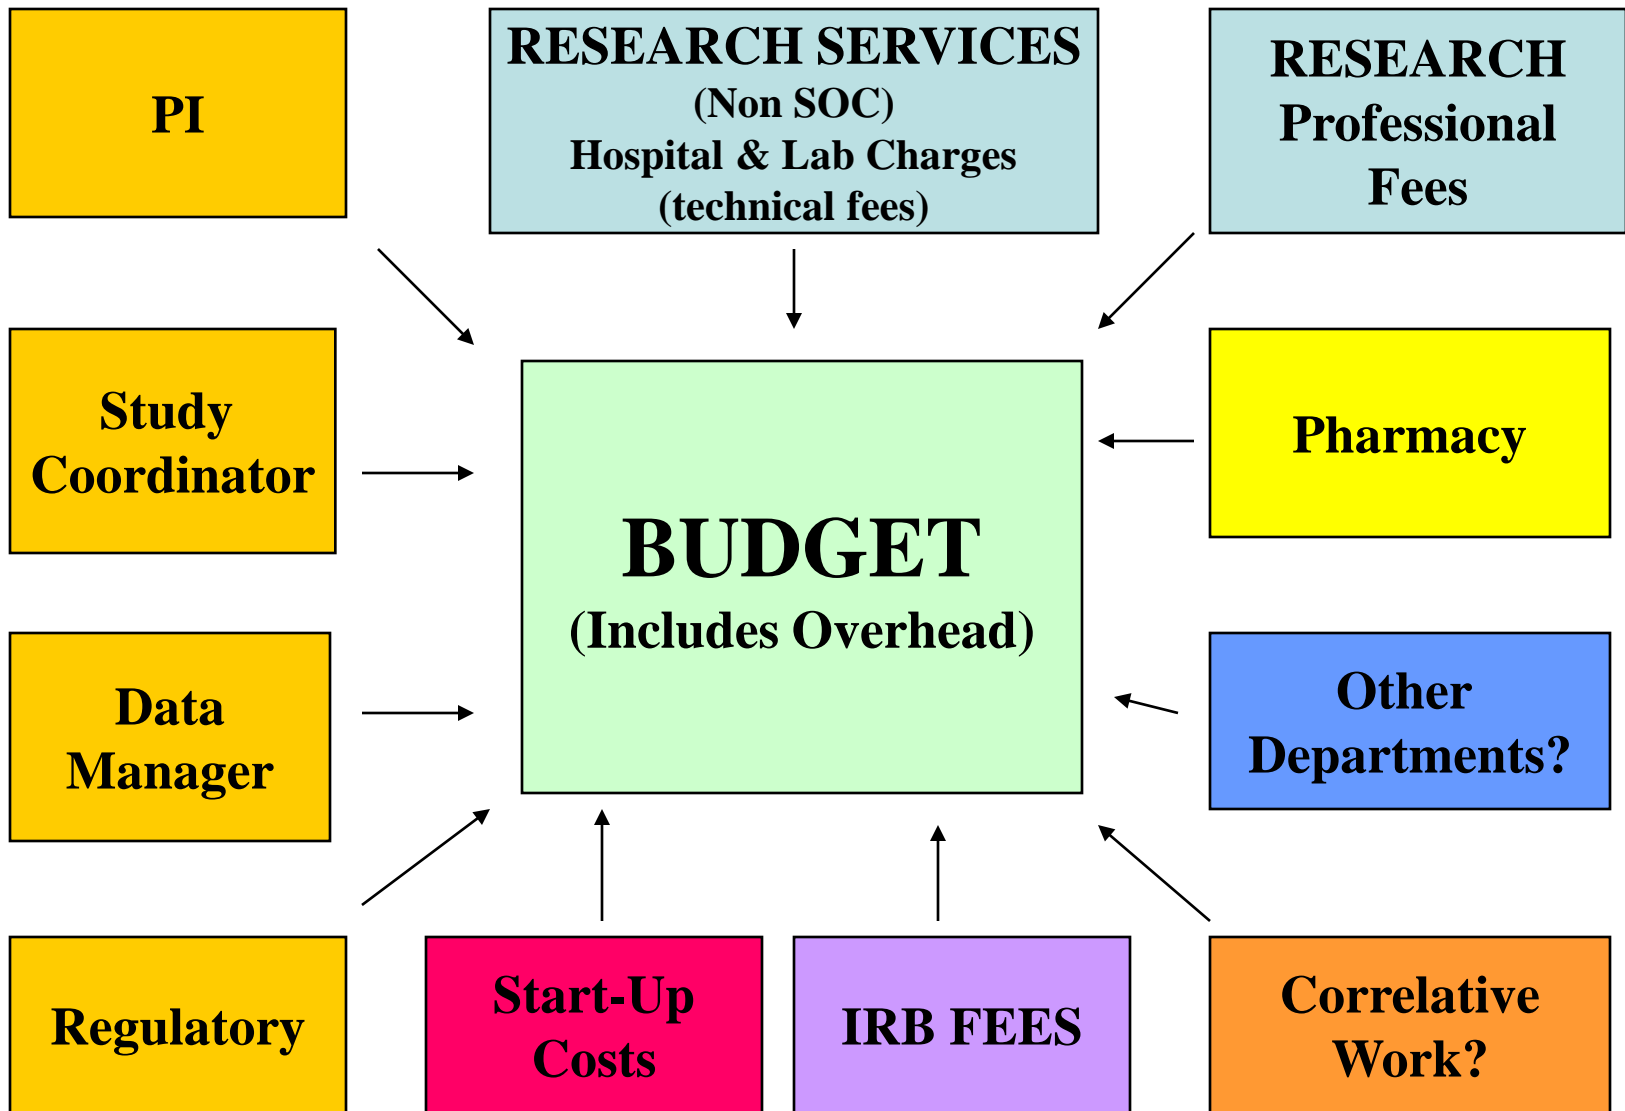 PI
RESEARCH SERVICES
(Non SOC)
Hospital & Lab Charges
(technical fees)
RESEARCH
Professional
Fees
Study
Coordinator
BUDGET
(Includes Overhead)
Pharmacy
Data
Manager
Other
Departments?
Regulatory
Start-Up
Costs
IRB FEES
Correlative
Work?